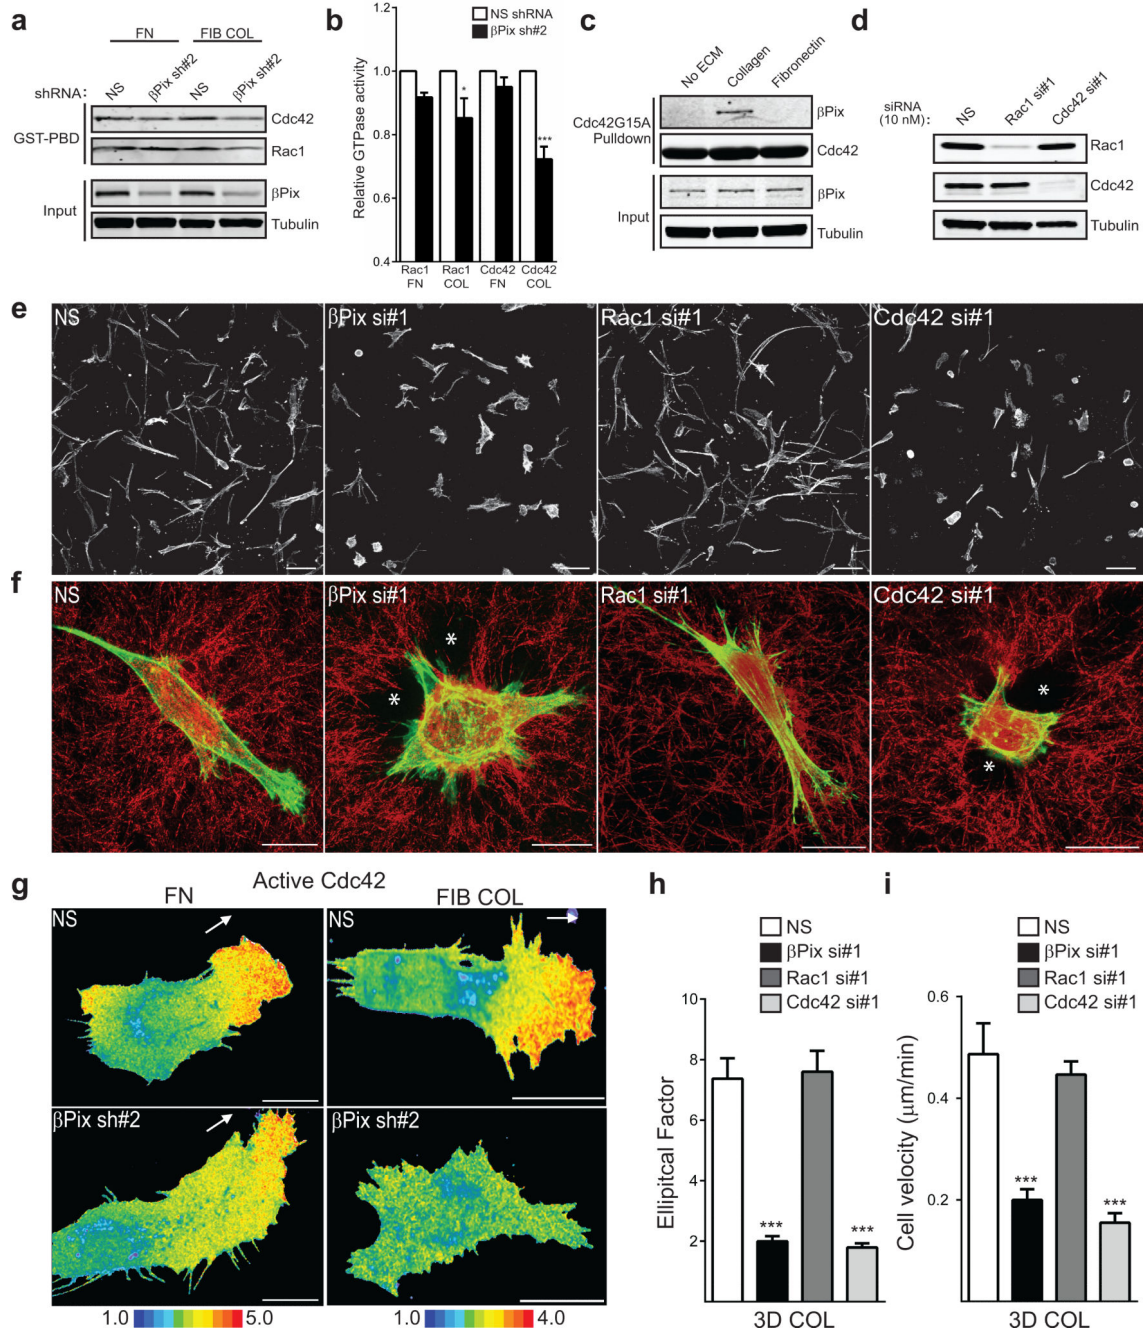 a
FN
FIB COL
shRNA:
NS
βPix sh#2
NS
βPix sh#2
GST-PBD
Cdc42
Rac1
Input
βPix
Tubulin
b
NS shRNA
βPix sh#2
Relative GTPase activity
1.0
0.8
0.6
0.4
*
***
Rac1 FN
Rac1 COL
Cdc42 FN
Cdc42 COL
c
No ECM
Collagen
Fibronectin
Cdc42G15A
Pulldown
βPix
Cdc42
Input
βPix
Tubulin
d
siRNA
(10 nM):
NS
Rac1 si#1
Cdc42 si#1
Rac1
Cdc42
Tubulin
e
NS
βPix si#1
Rac1 si#1
Cdc42 si#1
f
NS
βPix si#1
Rac1 si#1
Cdc42 si#1
*
*
*
*
g
Active Cdc42
FN
FIB COL
NS
NS
βPix sh#2
βPix sh#2
1.0
5.0
1.0
4.0
h
NS
βPix si#1
Rac1 si#1
Cdc42 si#1
Ellipitical Factor
10
8
6
4
2
***
***
3D COL
i
NS
βPix si#1
Rac1 si#1
Cdc42 si#1
Cell velocity (μm/min)
0.6
0.4
0.2
***
***
3D COL